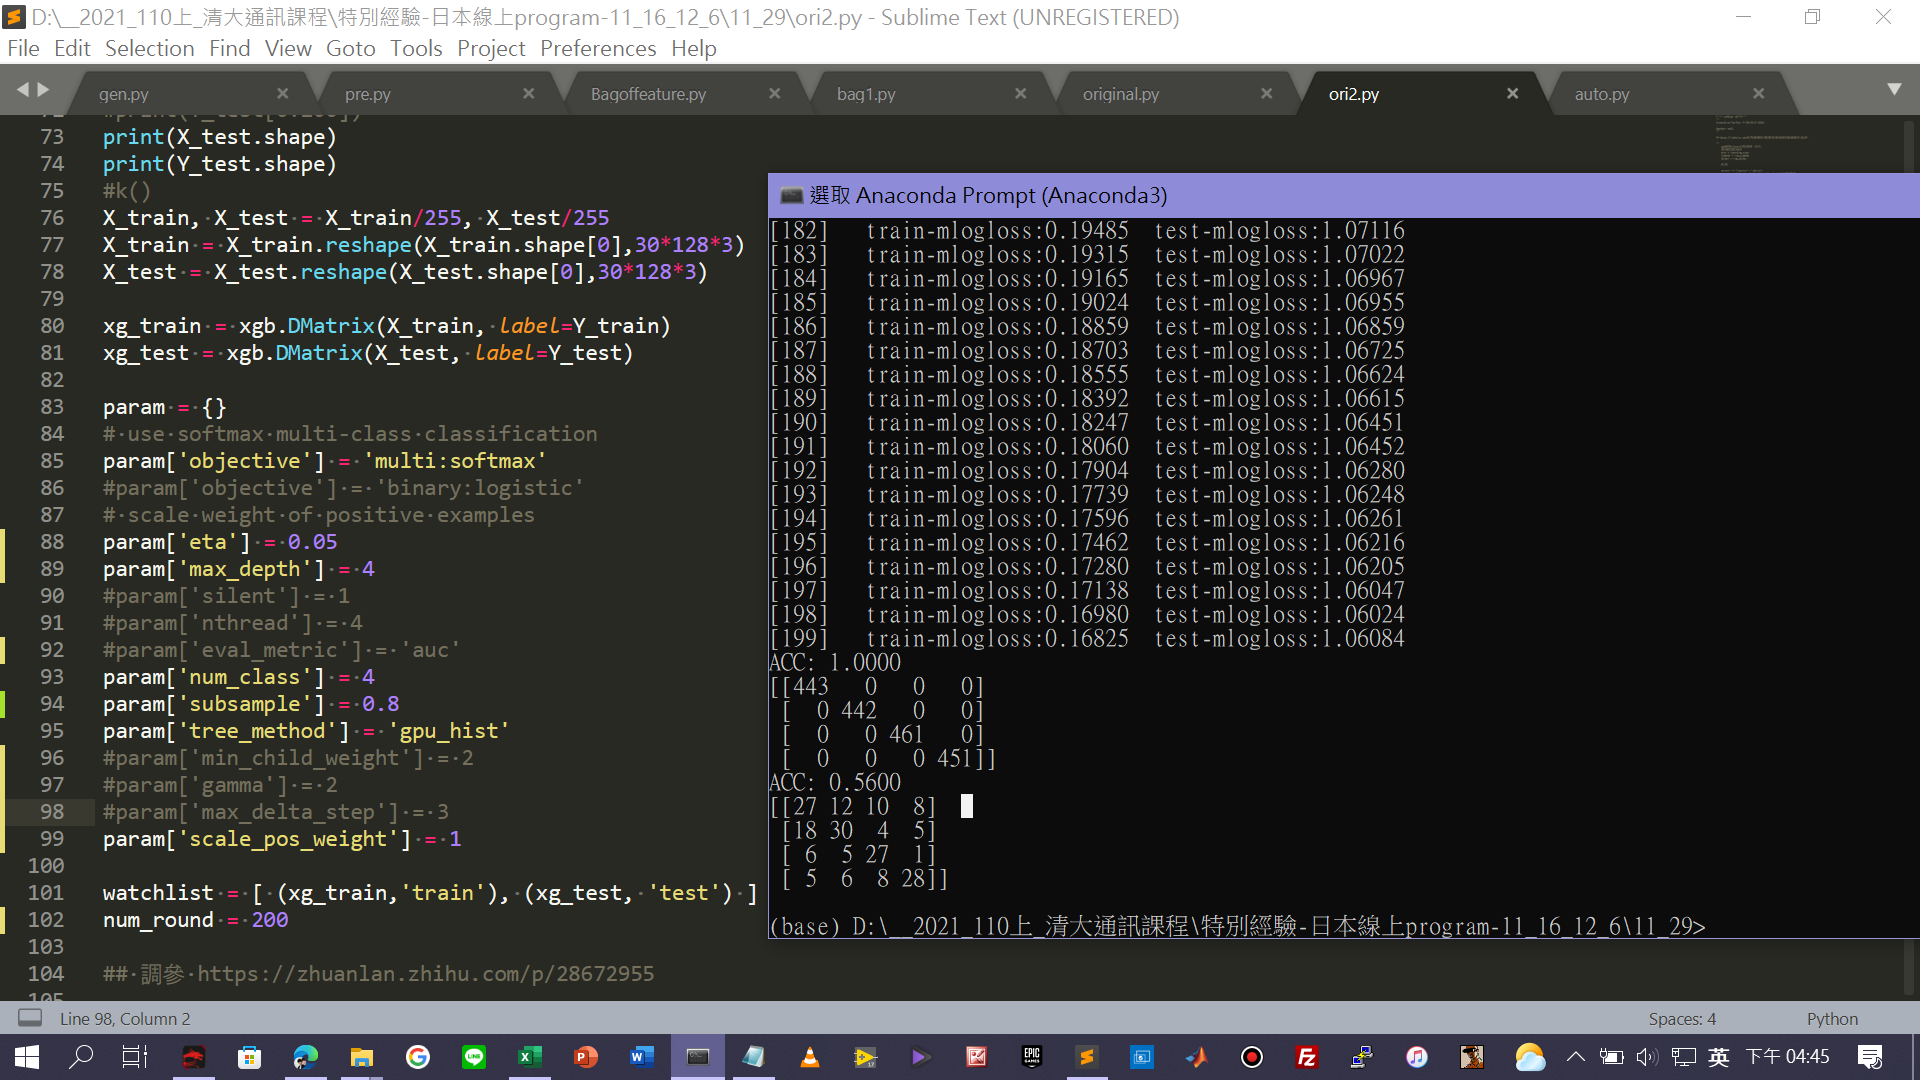 D:\__2021_110上_清大通訊課程\特別經驗-日本線上program-11_16_12_6\11_29\ori2.py - Sublime Text (UNREGISTERED)
File Edit Selection Find View Goto Tools Project Preferences Help
gen.py pre.py Bagoffeature.py bag1.py original.py ori2.py auto.py
73 print(X_test.shape)
74 print(Y_test.shape)
75 #k()
76 X_train, X_test = X_train/255, X_test/255
77 X_train = X_train.reshape(X_train.shape[0],30*128*3)
78 X_test = X_test.reshape(X_test.shape[0],30*128*3)
79
80 xg_train = xgb.DMatrix(X_train, label=Y_train)
81 xg_test = xgb.DMatrix(X_test, label=Y_test)
82
83 param = {}
84 # use softmax multi-class classification
85 param['objective'] = 'multi:softmax'
86 #param['objective'] = 'binary:logistic'
87 # scale weight of positive examples
88 param['eta'] = 0.05
89 param['max_depth'] = 4
90 #param['silent'] = 1
91 #param['nthread'] = 4
92 #param['eval_metric'] = 'auc'
93 param['num_class'] = 4
94 param['subsample'] = 0.8
95 param['tree_method'] = 'gpu_hist'
96 #param['min_child_weight'] = 2
97 #param['gamma'] = 2
98 #param['max_delta_step'] = 3
99 param['scale_pos_weight'] = 1
100
101 watchlist = [ (xg_train,'train'), (xg_test, 'test') ]
102 num_round = 200
103
104 ## 調參 https://zhuanlan.zhihu.com/p/28672955
105
選取 Anaconda Prompt (Anaconda3)
[182] train-mlogloss:0.19485 test-mlogloss:1.07116
[183] train-mlogloss:0.19315 test-mlogloss:1.07022
[184] train-mlogloss:0.19165 test-mlogloss:1.06967
[185] train-mlogloss:0.19024 test-mlogloss:1.06955
[186] train-mlogloss:0.18859 test-mlogloss:1.06859
[187] train-mlogloss:0.18703 test-mlogloss:1.06725
[188] train-mlogloss:0.18555 test-mlogloss:1.06624
[189] train-mlogloss:0.18392 test-mlogloss:1.06615
[190] train-mlogloss:0.18247 test-mlogloss:1.06451
[191] train-mlogloss:0.18060 test-mlogloss:1.06452
[192] train-mlogloss:0.17904 test-mlogloss:1.06280
[193] train-mlogloss:0.17739 test-mlogloss:1.06248
[194] train-mlogloss:0.17596 test-mlogloss:1.06261
[195] train-mlogloss:0.17462 test-mlogloss:1.06216
[196] train-mlogloss:0.17280 test-mlogloss:1.06205
[197] train-mlogloss:0.17138 test-mlogloss:1.06047
[198] train-mlogloss:0.16980 test-mlogloss:1.06024
[199] train-mlogloss:0.16825 test-mlogloss:1.06084
ACC: 1.0000
[[443 0 0 0]
[ 0 442 0 0]
[ 0 0 461 0]
[ 0 0 0 451]]
ACC: 0.5600
[[27 12 10 8]
[18 30 4 5]
[ 6 5 27 1]
[ 5 6 8 28]]
(base) D:\__2021_110上_清大通訊課程\特別經驗-日本線上program-11_16_12_6\11_29>
Line 98, Column 2 Spaces: 4 Python
英 下午 04:45